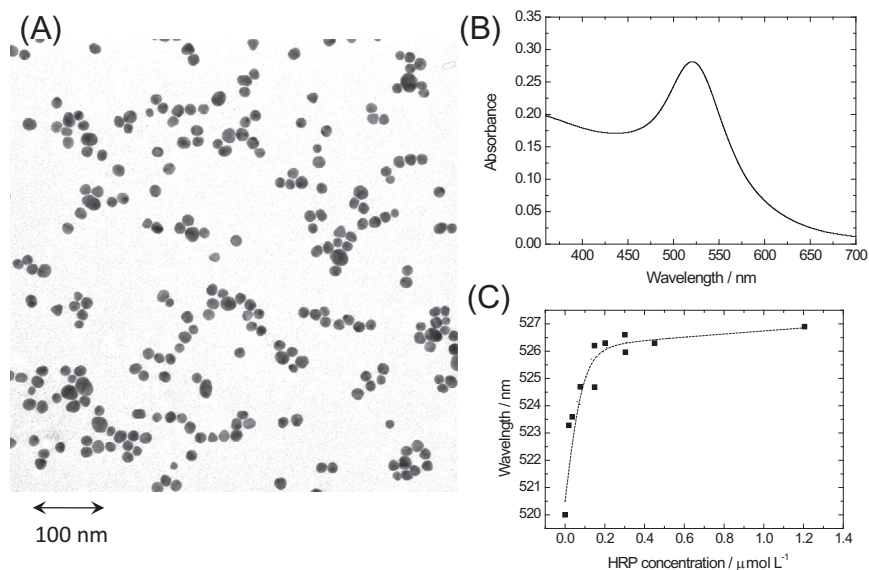 (A)
100 nm
(B)
0.35
0.30
0.25
0.20
0.15
0.10
0.05
0.00
400 450 500 550 600 650 700
Absorbance
Wavelength / nm
(C)
527
526
525
524
523
522
521
520
0.0 0.2 0.4 0.6 0.8 1.0 1.2 1.4
Wavelngth / nm
HRP concentration / μmol L⁻¹